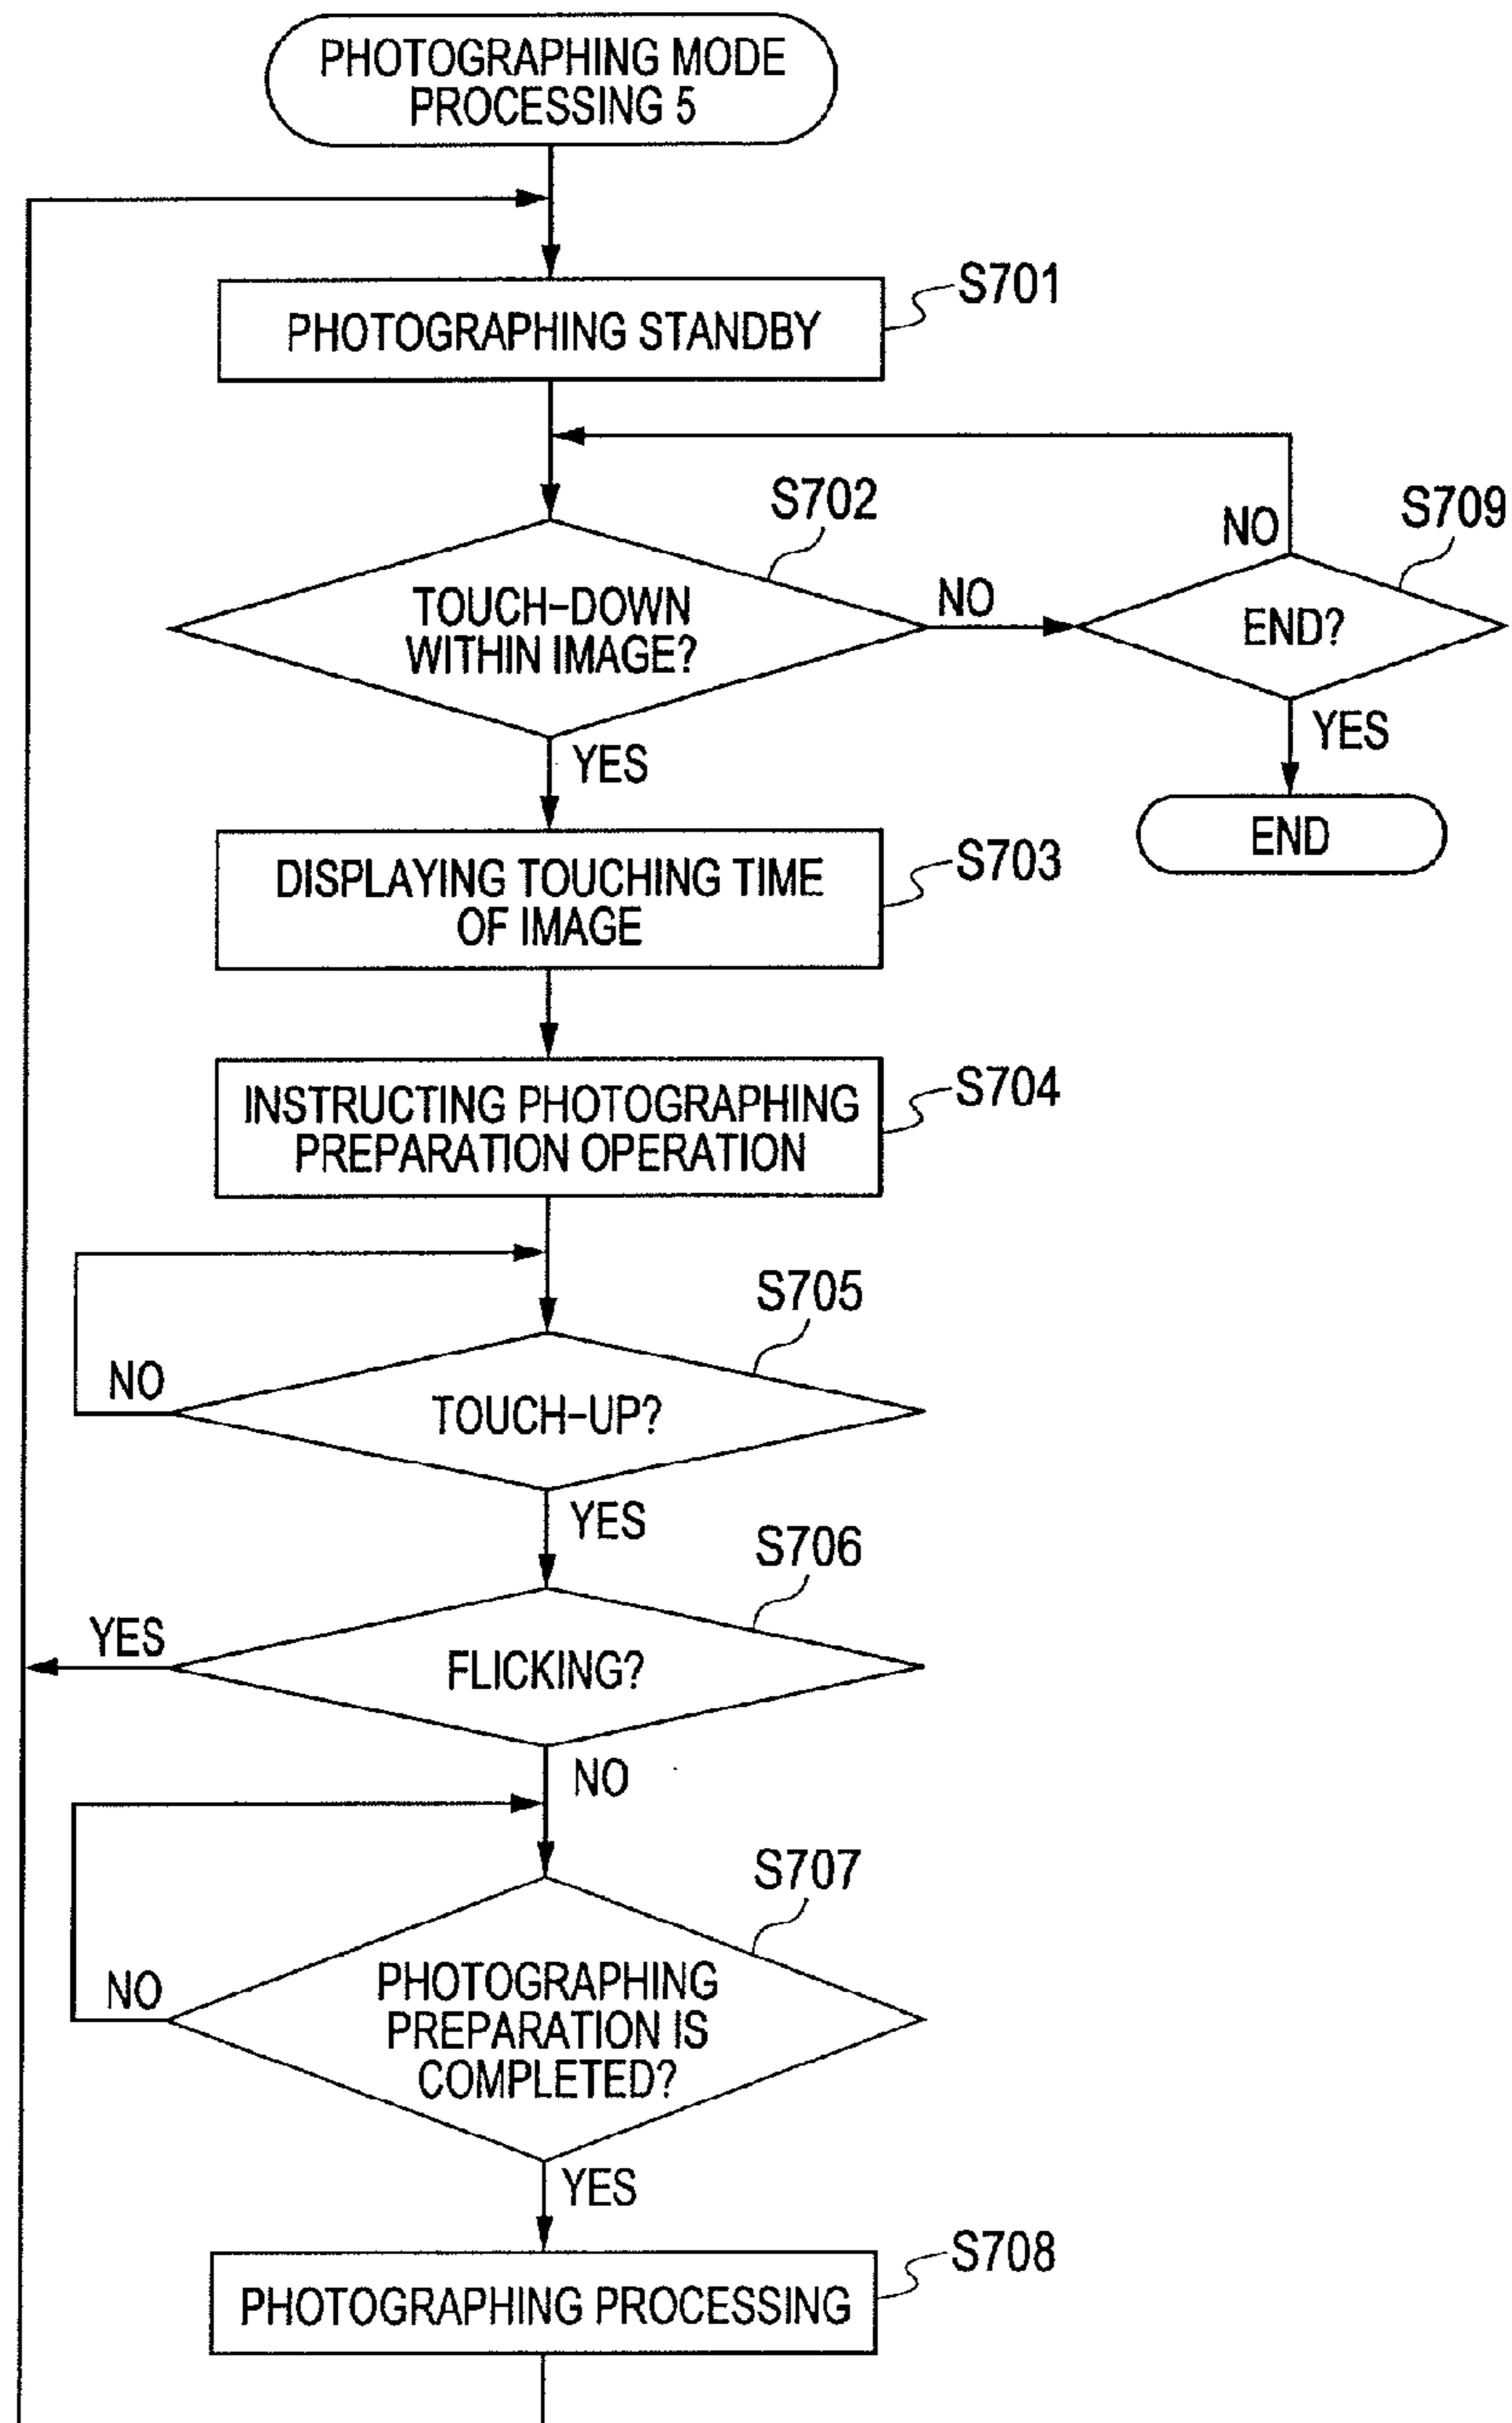 PHOTOGRAPHING MODE
PROCESSING 5
S701
PHOTOGRAPHING STANDBY
S702
TOUCH-DOWN
WITHIN IMAGE?
NO
NO
S709
END?
YES
END
YES
S703
DISPLAYING TOUCHING TIME
OF IMAGE
S704
INSTRUCTING PHOTOGRAPHING
PREPARATION OPERATION
S705
NO
TOUCH-UP?
YES
S706
YES
FLICKING?
NO
S707
NO
PHOTOGRAPHING
PREPARATION IS
COMPLETED?
YES
S708
PHOTOGRAPHING PROCESSING